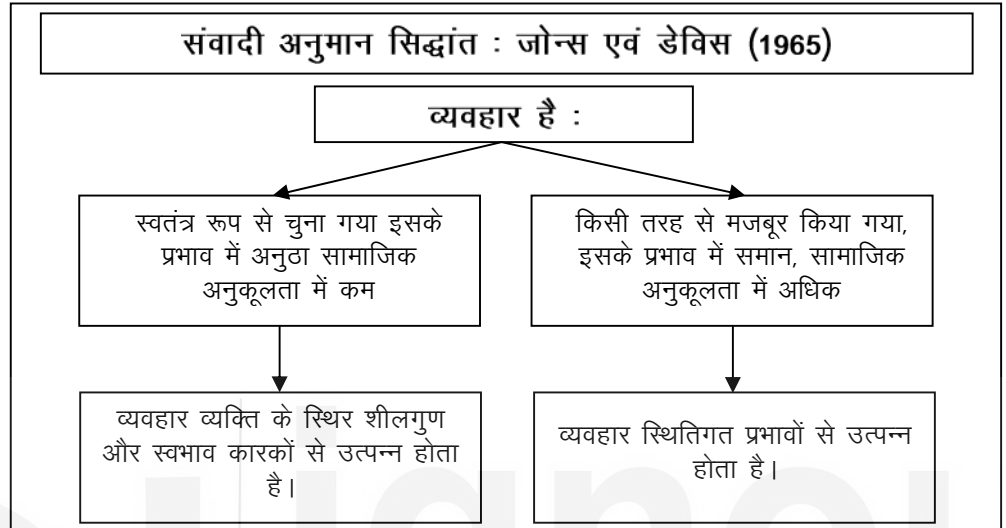 संवादी अनुमान सिद्धांत : जोन्स एवं डेविस (1965)
व्यवहार है :
स्वतंत्र रूप से चुना गया इसके
प्रभाव में अनुठा सामाजिक
अनुकूलता में कम
किसी तरह से मजबूर किया गया,
इसके प्रभाव में समान, सामाजिक
अनुकूलता में अधिक
व्यवहार व्यक्ति के स्थिर शीलगुण
और स्वभाव कारकों से उत्पन्न होता
है।
व्यवहार स्थितिगत प्रभावों से उत्पन्न
होता है।